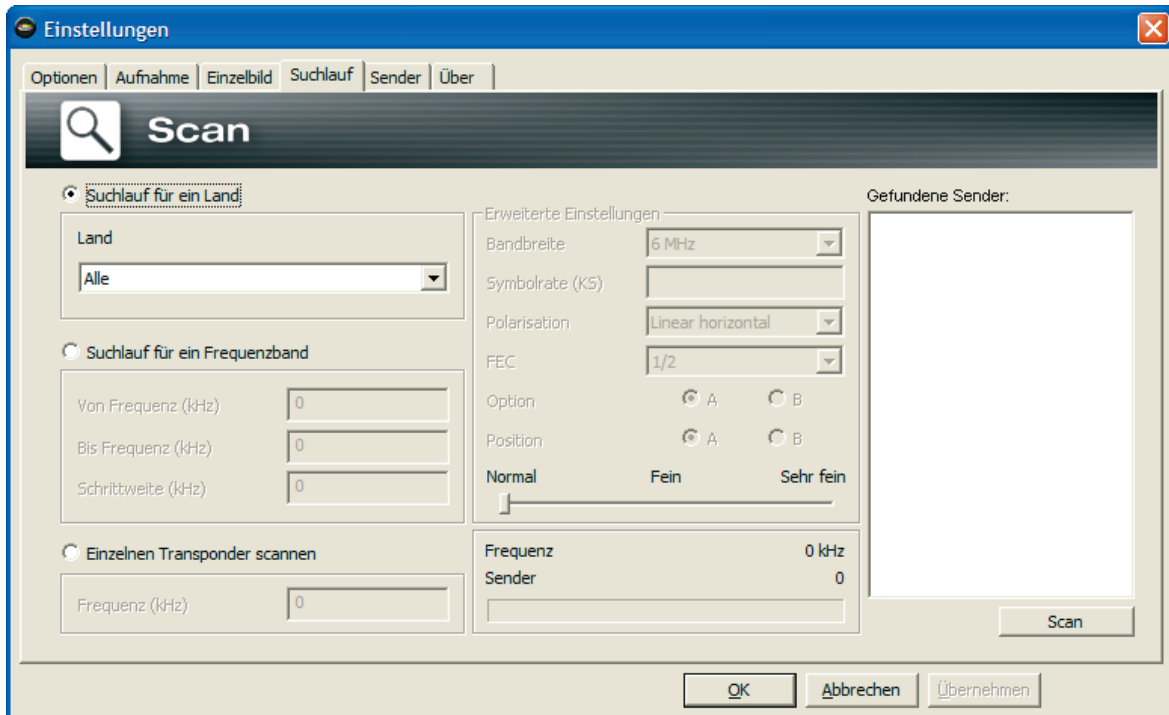 Einstellungen
Optionen Aufnahme Einzelbild Suchlauf Sender Über
Scan
Suchlauf für ein Land
Land
Alle
Suchlauf für ein Frequenzband
Von Frequenz (kHz) 0
Bis Frequenz (kHz) 0
Schrittweite (kHz) 0
Einzelnen Transponder scannen
Frequenz (kHz) 0
Erweiterte Einstellungen
Bandbreite 6 MHz
Symbolrate (KS)
Polarisation Linear horizontal
FEC 1/2
Option A B
Position A B
Normal Fein Sehr fein
Frequenz 0 kHz
Sender 0
Gefundene Sender:
Scan
OK Abbrechen Übernehmen